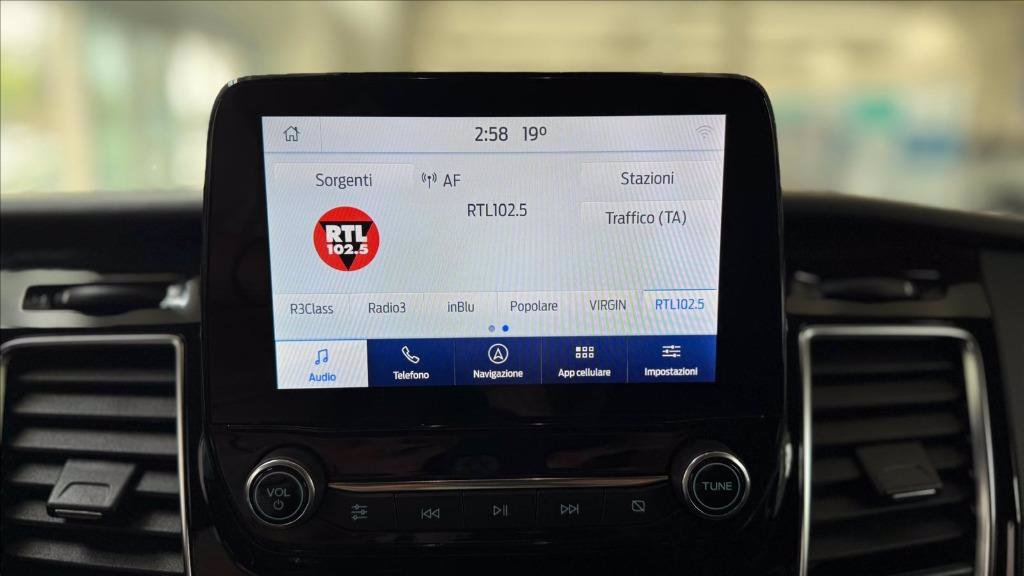 2:58 19º
Sorgenti
AF
Stazioni
RTL102.5
Traffico (TA)
RTL
102.5
R3Class
Radio3
inBlu
Popolare
VIRGIN
RTL102.5
Audio
Telefono
Navigazione
App cellulare
Impostazioni
VOL
TUNE